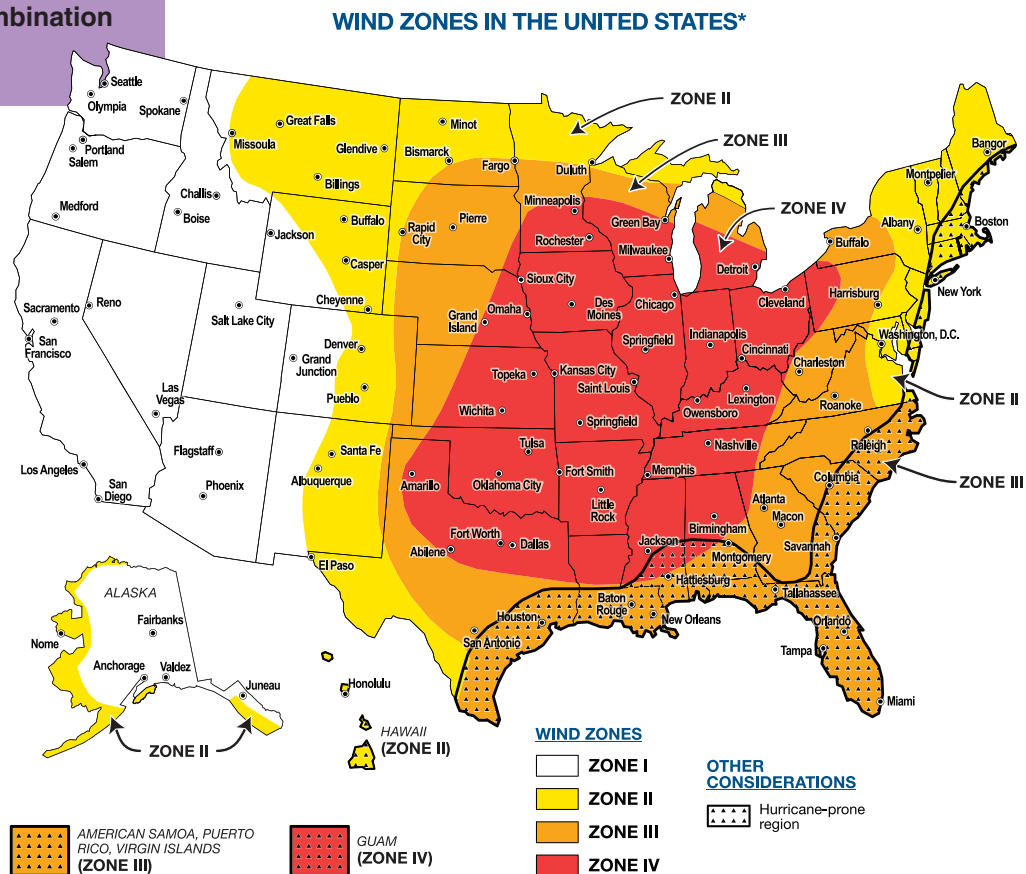 nbination
WIND ZONES IN THE UNITED STATES*
Seattle
Olympia
Spokane
Portland
Salem
Medford
Challis
Boise
Missoula
Great Falls
Glendive
Billings
Minot
Bismarck
Fargo
Duluth
ZONE II
ZONE III
ZONE IV
Bangor
Montpelier
Albany
Boston
Buffalo
New York
Jackson
Buffalo
Casper
Cheyenne
Rapid
City
Pierre
Minneapolis
Rochester
Green Bay
Milwaukee
Detroit
Sioux City
Omaha
Grand
Island
Des
Moines
Chicago
Cleveland
Harrisburg
Washington, D.C.
Sacramento
San
Francisco
Reno
Salt Lake City
Las
Vegas
Grand
Junction
Denver
Pueblo
Springfield
Indianapolis
Cincinnati
Charleston
Topeka
Kansas City
Saint Louis
Lexington
Owensboro
Roanoke
ZONE II
Wichita
Springfield
Raleigh
Los Angeles
San
Diego
Flagstaff
Phoenix
Santa Fe
Albuquerque
Amarillo
Tulsa
Oklahoma City
Fort Smith
Little
Rock
Memphis
Nashville
Columbia
ZONE III
Atlanta
Macon
Birmingham
Savannah
Fort Worth
Dallas
Abilene
Jackson
Montgomery
El Paso
Hattiesburg
Tallahassee
Baton
Rouge
New Orleans
Houston
San Antonio
Orlando
Tampa
Miami
ALASKA
Fairbanks
Nome
Anchorage
Valdez
Juneau
ZONE II
Honolulu
HAWAII
(ZONE II)
WIND ZONES
ZONE I
ZONE II
ZONE III
ZONE IV
OTHER
CONSIDERATIONS
Hurricane-prone
region
AMERICAN SAMOA, PUERTO
RICO, VIRGIN ISLANDS
(ZONE III)
GUAM
(ZONE IV)